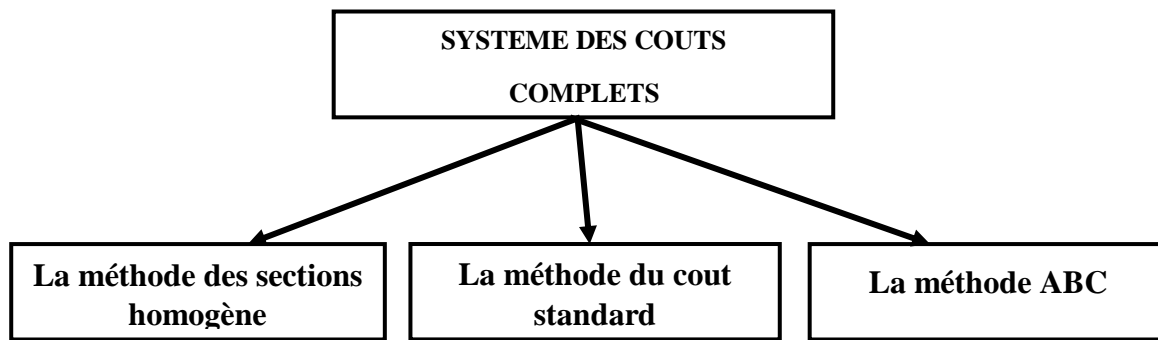 SYSTEME DES COUTS
COMPLETS
La méthode des sections
homogène
La méthode du cout
standard
La méthode ABC